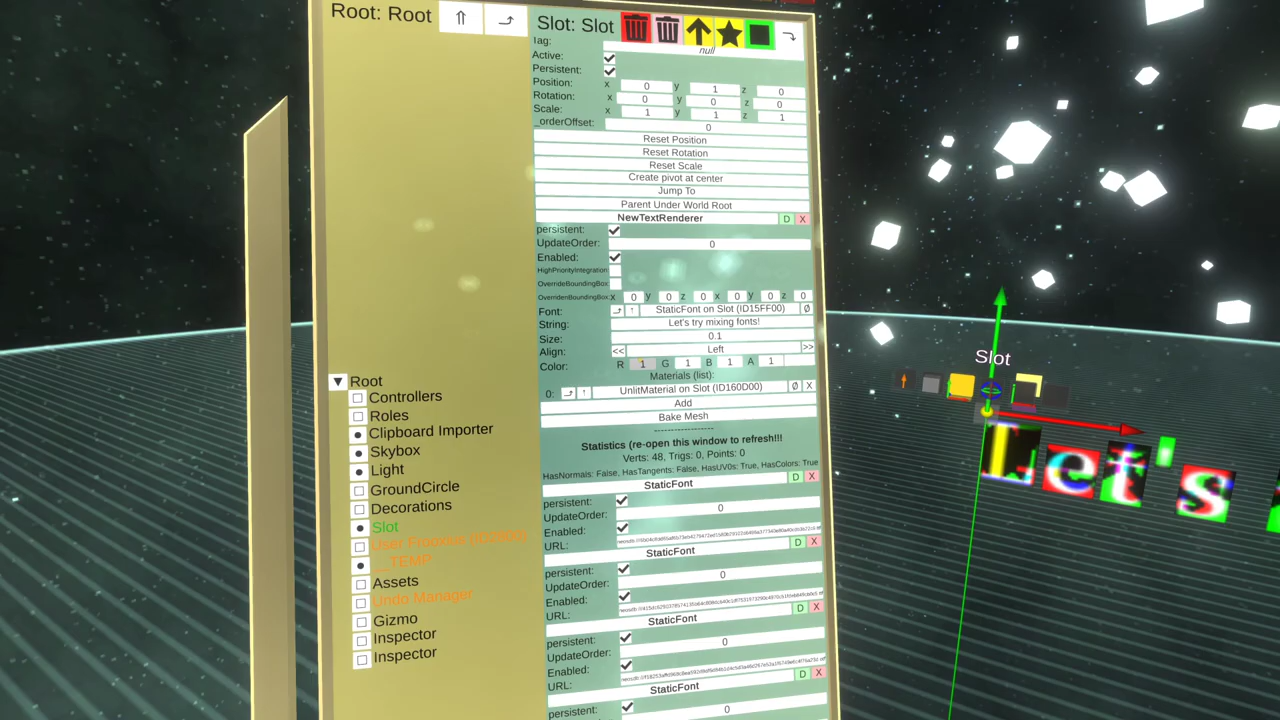 Root: Root
Slot: Slot
Tag:
null
Active:
Persistent:
Position: x 0 y 1 z 0
Rotation: x 0 y 0 z 0
Scale: x 1 y 1 z 1
_orderOffset: 0
Reset Position
Reset Rotation
Reset Scale
Create pivot at center
Jump To
Parent Under World Root
NewTextRenderer D X
persistent:
UpdateOrder: 0
Enabled:
HighPriorityIntegration
OverrideBoundingBox:
OverridenBoundingBox: x 0 y 0 z 0 x 0 y 0 z 0
Font: StaticFont on Slot (ID15FF00) Ø
String: Let's try mixing fonts!
Size: 0.1
Align: << Left >>
Color: R 1 G 1 B 1 A 1
Materials (list):
0: UnlitMaterial on Slot (ID160D00) Ø X
Add
Bake Mesh
------------------
Statistics (re-open this window to refresh!!!
Verts: 48, Trigs: 0, Points: 0
HasNormals: False, HasTangents: False, HasUV0s: True, HasColors: True
StaticFont D X
persistent:
UpdateOrder: 0
Enabled:
URL:
StaticFont D X
persistent:
UpdateOrder: 0
Enabled:
URL:
StaticFont D X
persistent:
UpdateOrder: 0
Enabled:
URL:
StaticFont D X
persistent:
0
Root
Controllers
Roles
Clipboard Importer
Skybox
Light
GroundCircle
Decorations
Slot
__TEMP
Assets
Undo Manager
Gizmo
Inspector
Inspector
Slot
Let's